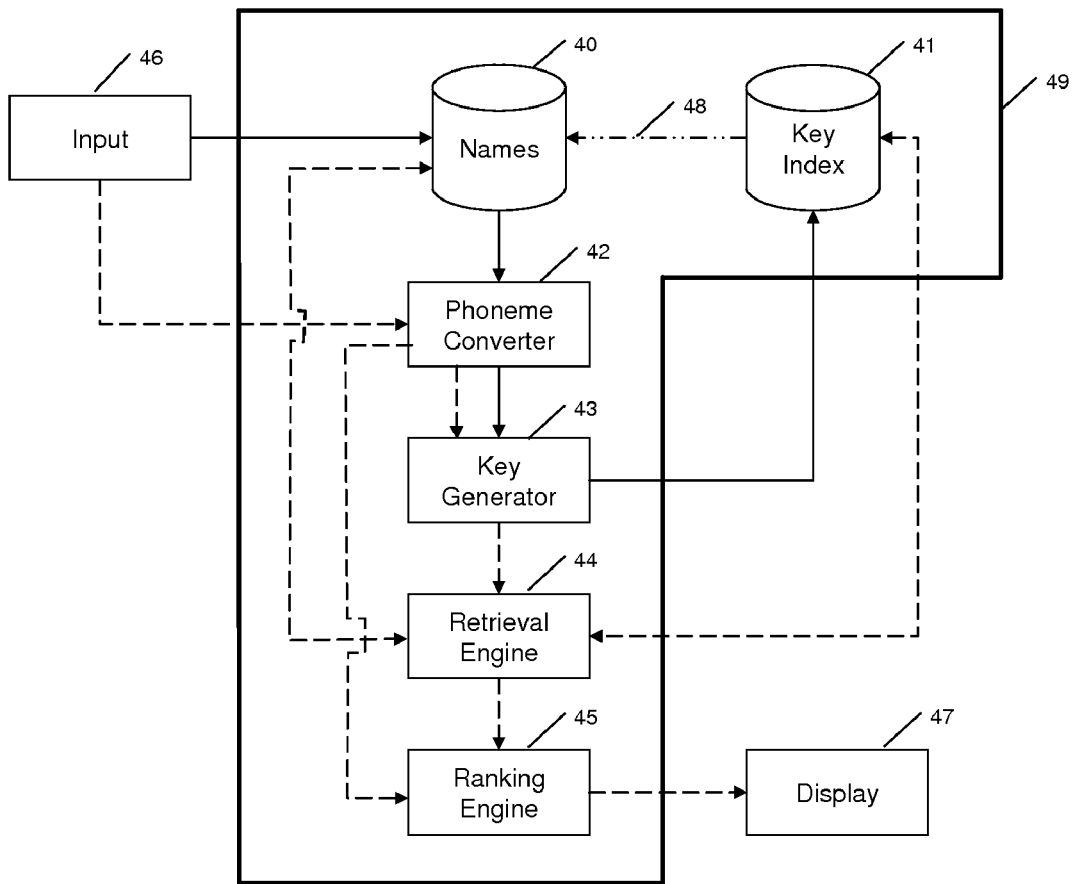 46
40
41
49
Input
Names
48
Key
Index
42
Phoneme
Converter
43
Key
Generator
44
Retrieval
Engine
45
47
Ranking
Engine
Display